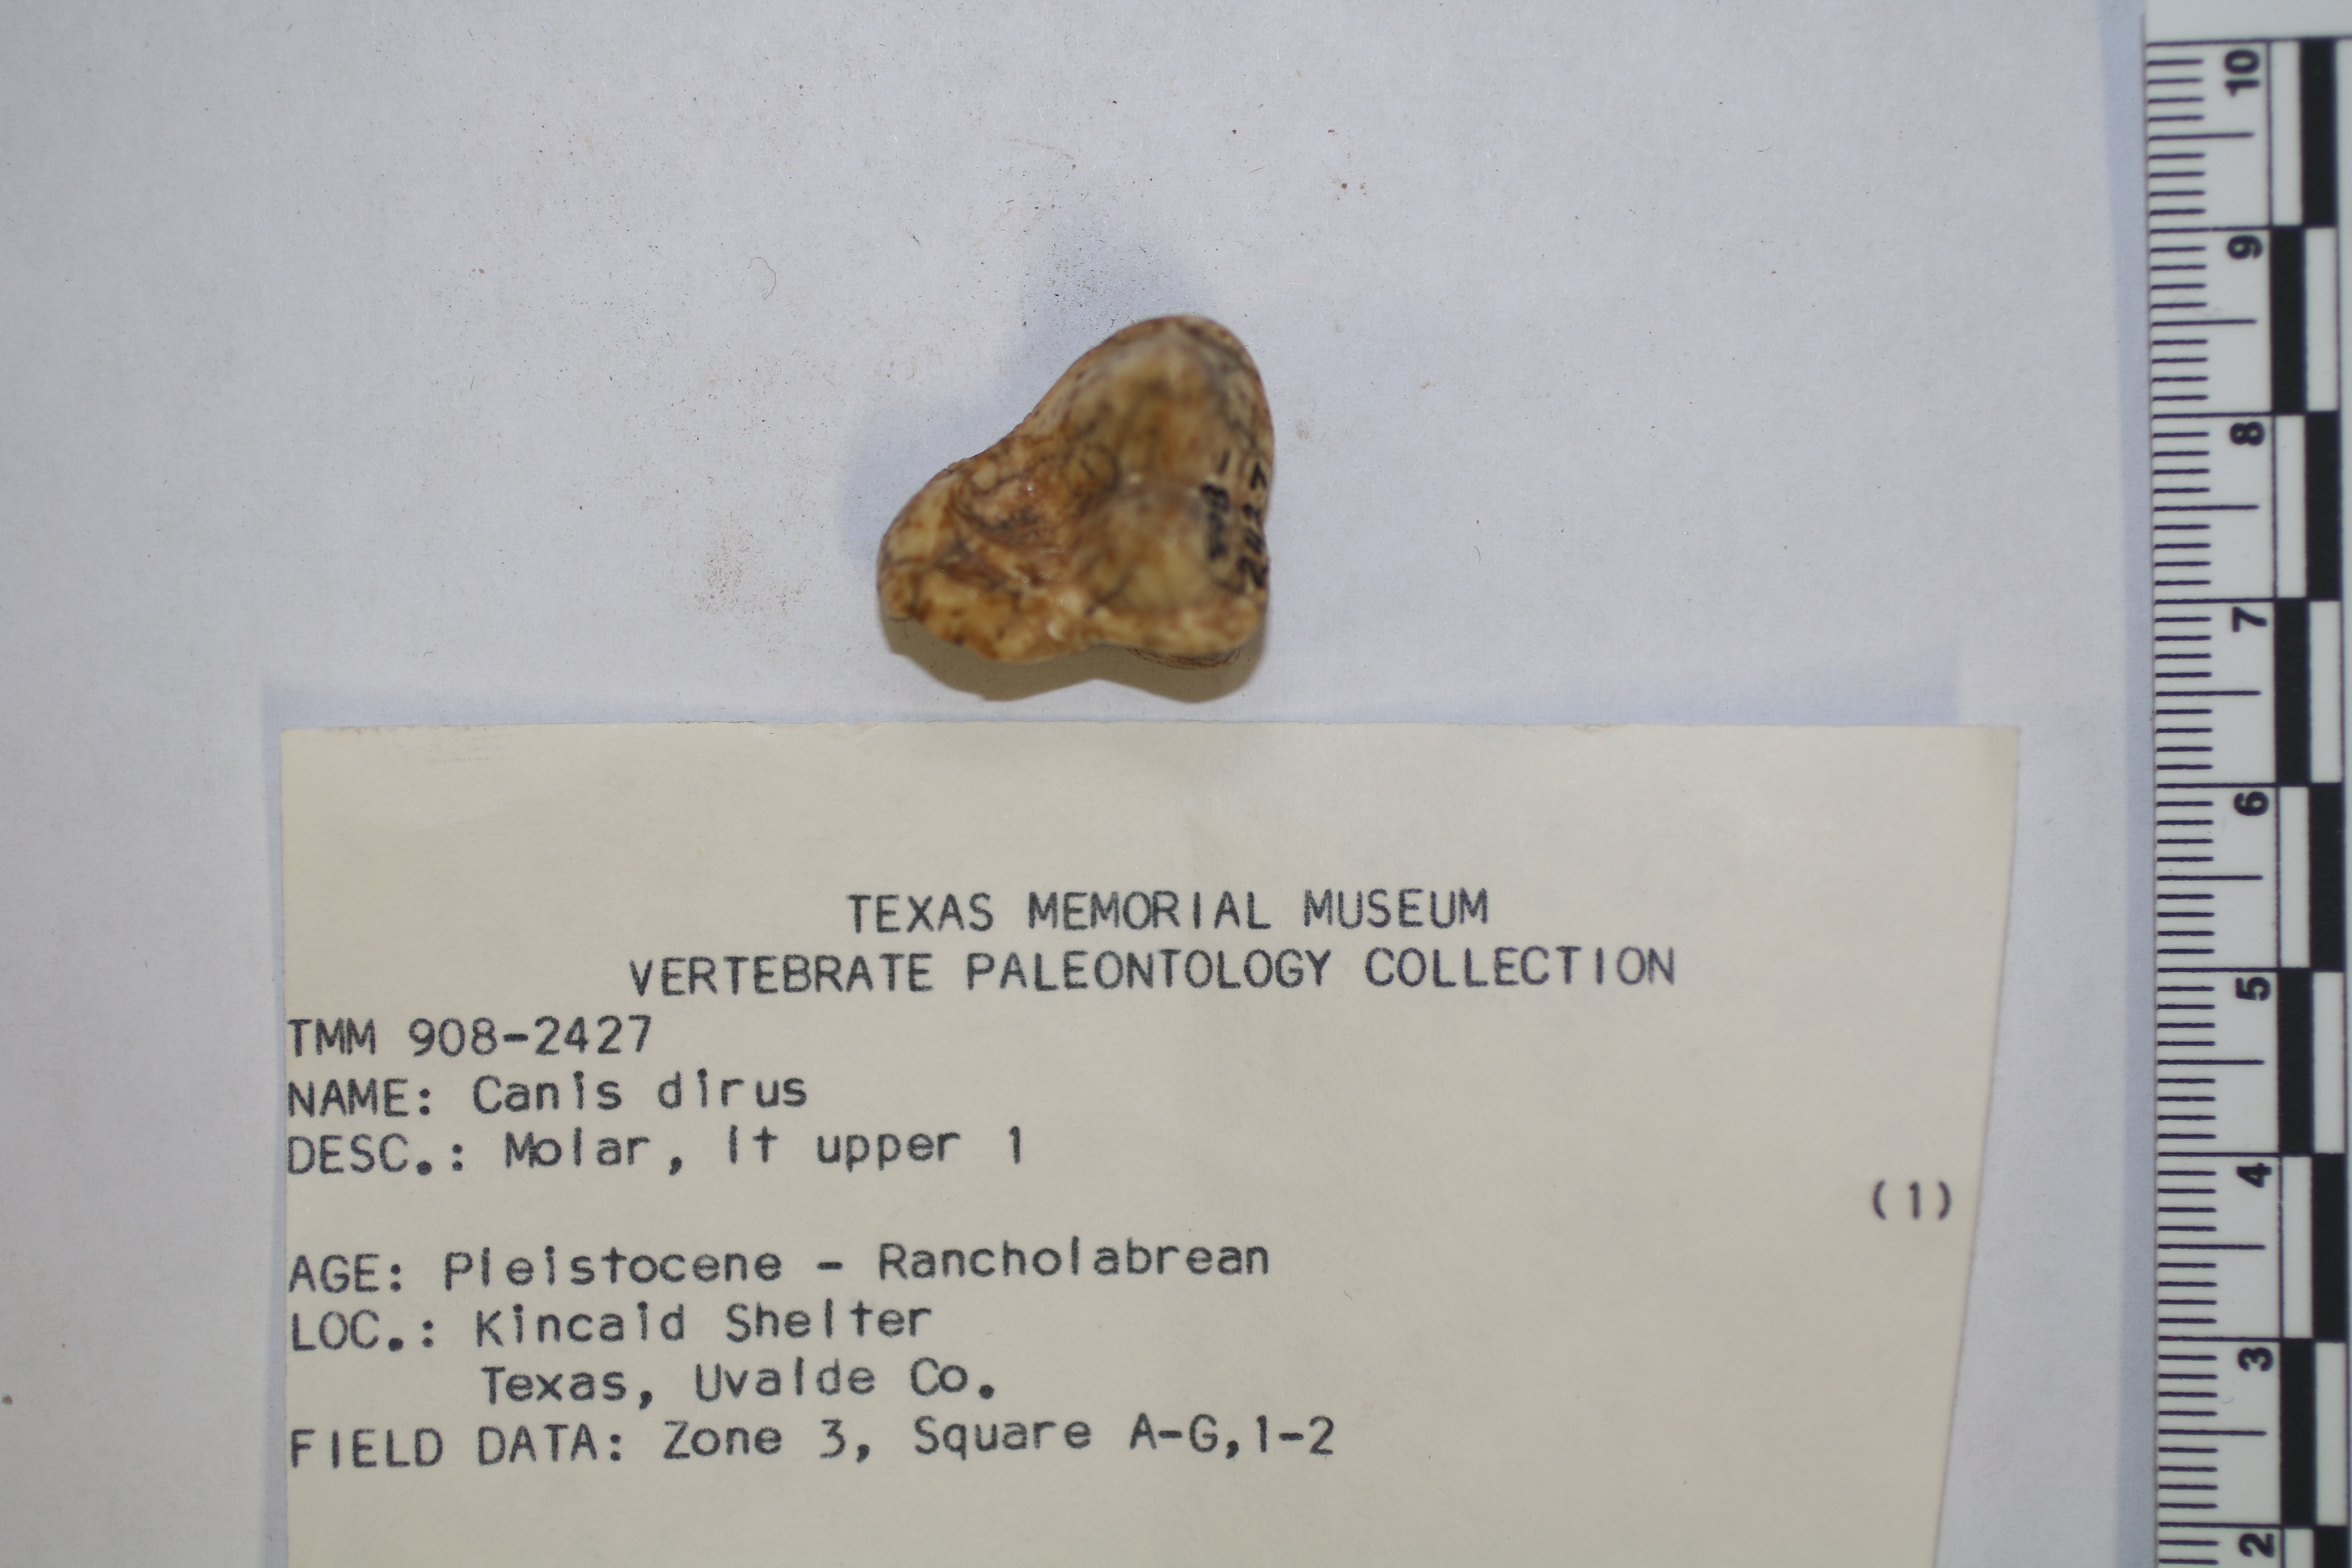 908-
2427
TEXAS MEMORIAL MUSEUM
VERTEBRATE PALEONTOLOGY COLLECTION
TMM 908-2427
NAME: Canis dirus
DESC.: Molar, lt upper 1
(1)
AGE: Pleistocene - Rancholabrean
LOC.: Kincaid Shelter
Texas, Uvalde Co.
FIELD DATA: Zone 3, Square A-G,1-2
10
9
8
7
6
5
4
3
2